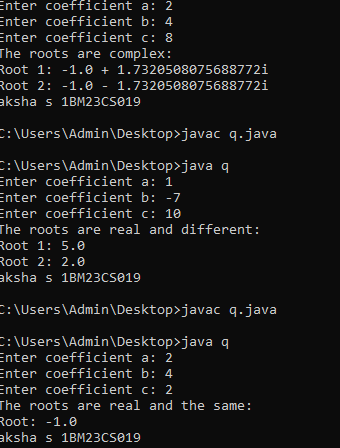 Enter coefficient a: 2
Enter coefficient b: 4
Enter coefficient c: 8
The roots are complex:
Root 1: -1.0 + 1.7320508075688772i
Root 2: -1.0 - 1.7320508075688772i
aksha s 1BM23CS019
C:\Users\Admin\Desktop>javac q.java
C:\Users\Admin\Desktop>java q
Enter coefficient a: 1
Enter coefficient b: -7
Enter coefficient c: 10
The roots are real and different:
Root 1: 5.0
Root 2: 2.0
aksha s 1BM23CS019
C:\Users\Admin\Desktop>javac q.java
C:\Users\Admin\Desktop>java q
Enter coefficient a: 2
Enter coefficient b: 4
Enter coefficient c: 2
The roots are real and the same:
Root: -1.0
aksha s 1BM23CS019